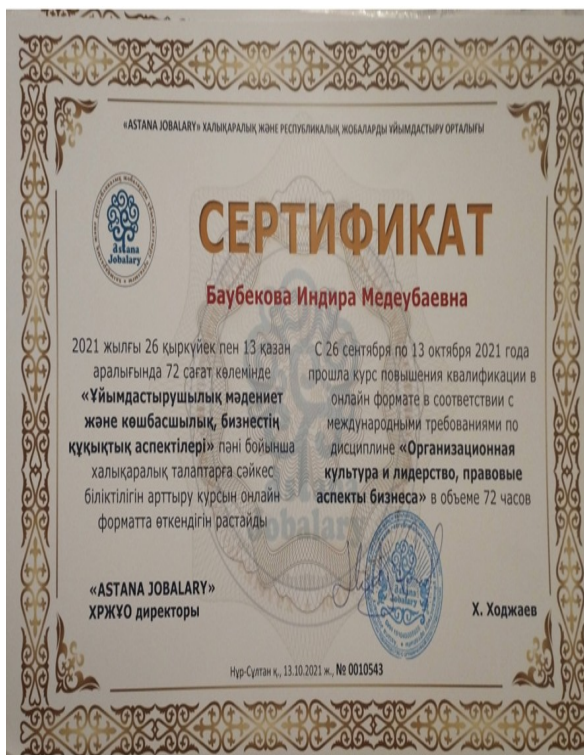 «ASTANA JOBALARY» ХАЛЫҚАРАЛЫҚ ЖӘНЕ РЕСПУБЛИКАЛЫҚ ЖОБАЛАРДЫ ҰЙЫМДАСТЫРУ ОРТАЛЫҒЫ
astana
Jobalary
СЕРТИФИКАТ
Баубекова Индира Медеубаевна
2021 жылғы 26 қыркүйек пен 13 қазан
аралығында 72 сағат көлемінде
«Ұйымдастырушылық мәдениет
және көшбасшылық, бизнестің
құқықтық аспектілері» пәні бойынша
халықаралық талаптарға сәйкес
біліктілігін арттыру курсын онлайн
форматта өткендігін растайды
С 26 сентября по 13 октября 2021 года
прошла курс повышения квалификации в
онлайн формате в соответствии с
международными требованиями по
дисциплине «Организационная
культура и лидерство, правовые
аспекты бизнеса» в объеме 72 часов
astana
Jobalary
«ASTANA JOBALARY»
ХРЖҰО директоры
astana
Jobalary
Х. Ходжаев
Нұр-Сұлтан қ., 13.10.2021 ж., № 0010543